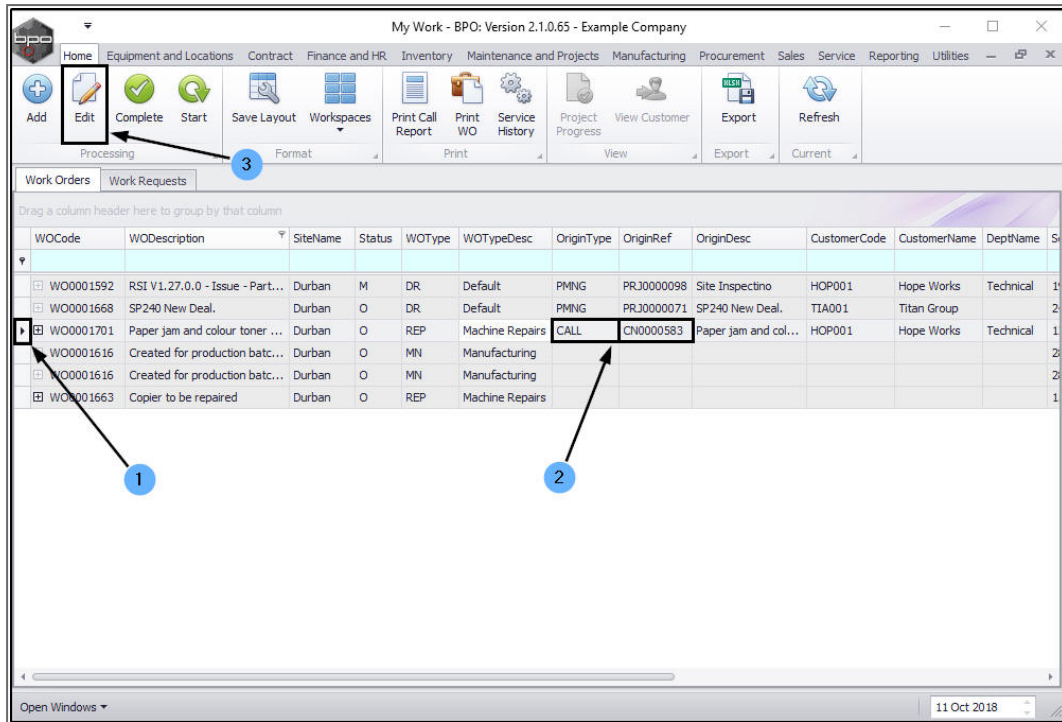 bpo
My Work - BPO: Version 2.1.0.65 - Example Company
Home Equipment and Locations Contract Finance and HR Inventory Maintenance and Projects Manufacturing Procurement Sales Service Reporting Utilities
Add Edit Complete Start Save Layout Workspaces Print Call Report Print WO Service History Project Progress View Customer Export Refresh
Processing Format Print View Export Current
3
Work Orders Work Requests
Drag a column header here to group by that column
WOCode WODescription SiteName Status WOType WOTypeDesc OriginType OriginRef OriginDesc CustomerCode CustomerName DeptName
WO0001592 RSI V1.27.0.0 - Issue - Part... Durban M DR Default PMNG PRJ0000098 Site Inspectino HOP001 Hope Works Technical
WO0001668 SP240 New Deal. Durban O DR Default PMNG PRJ0000071 SP240 New Deal. TIA001 Titan Group
WO0001701 Paper jam and colour toner ... Durban O REP Machine Repairs CALL CN0000583 Paper jam and col... HOP001 Hope Works Technical
WO0001616 Created for production batc... Durban O MN Manufacturing
WO0001616 Created for production batc... Durban O MN Manufacturing
WO0001663 Copier to be repaired Durban O REP Machine Repairs
1 2
Open Windows 11 Oct 2018